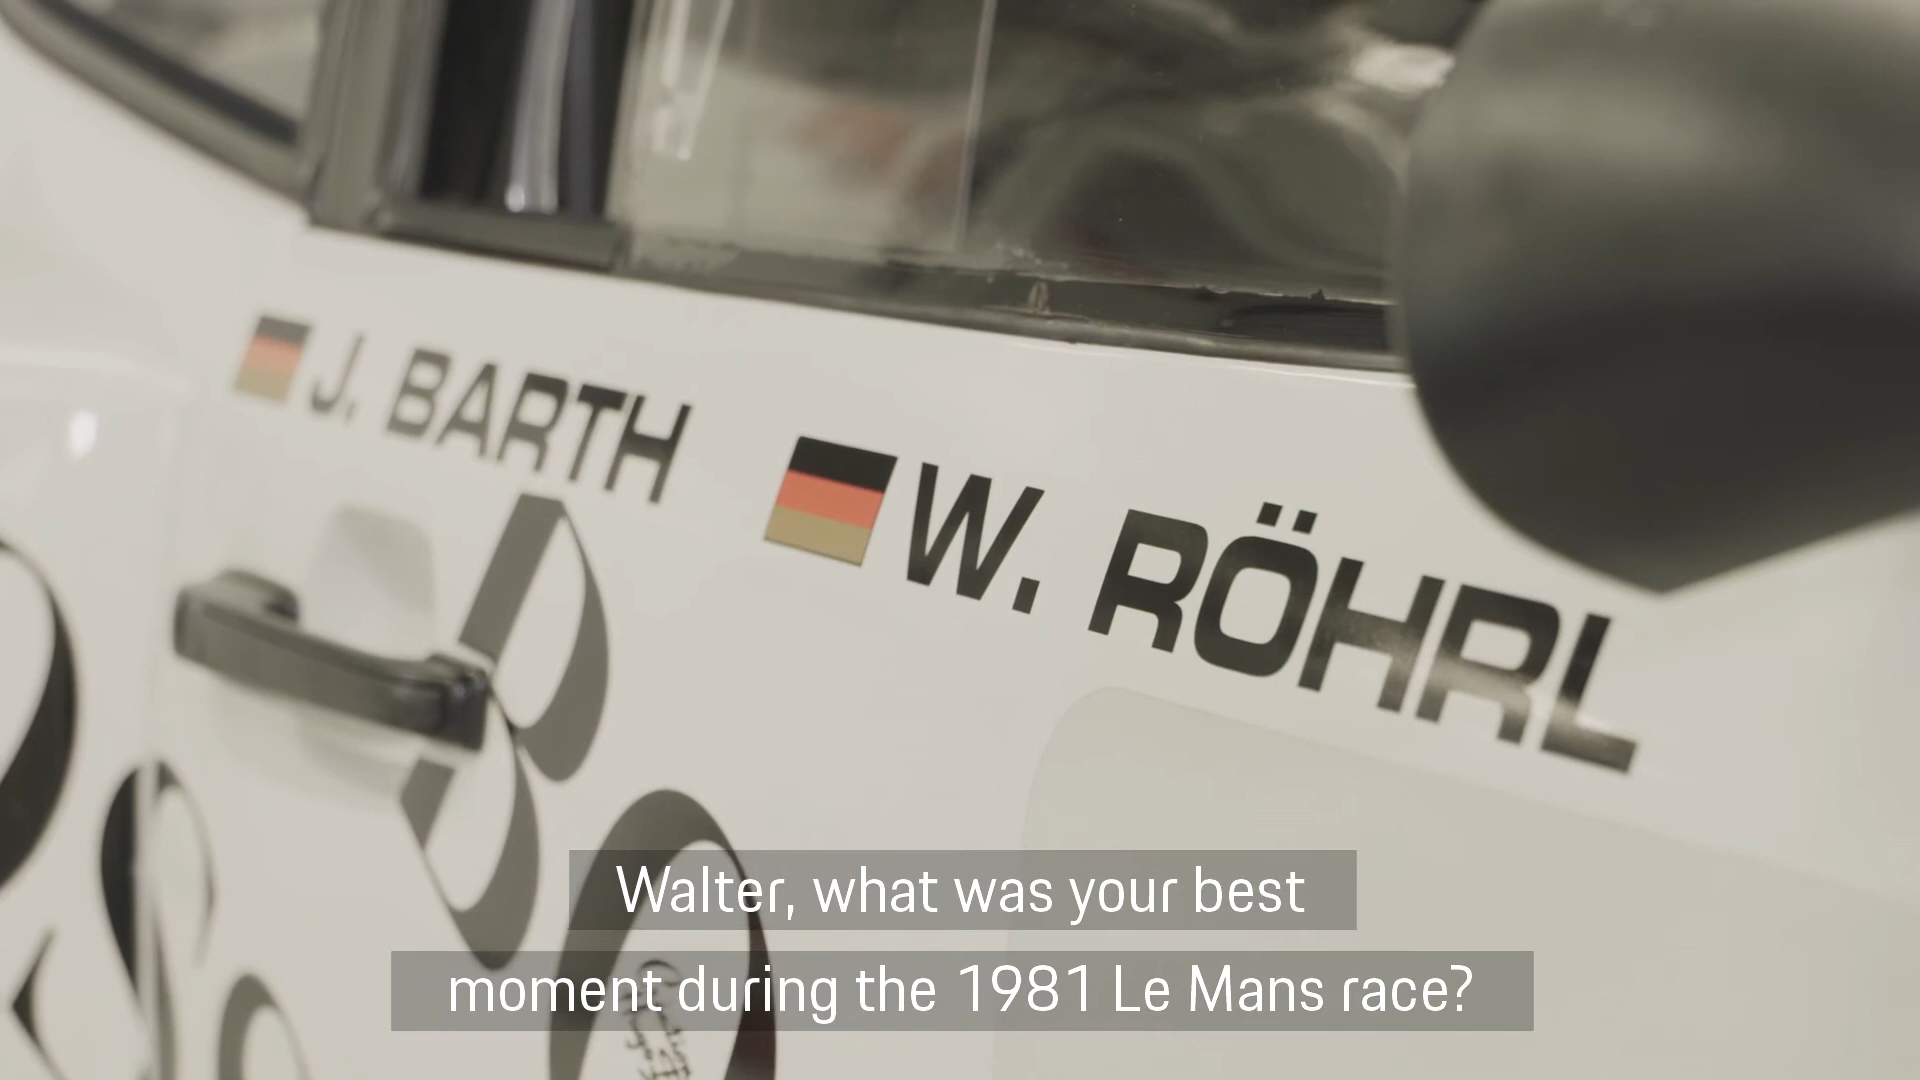 J. BARTH
W. RÖHRL
Walter, what was your best
moment during the 1981 Le Mans race?